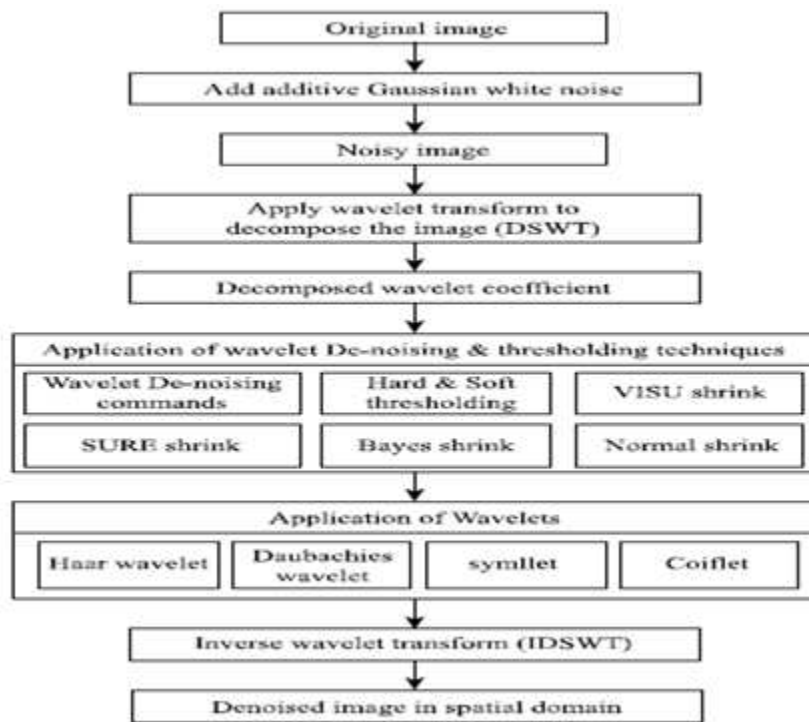 Original image
Add additive Gaussian white noise
Noisy image
Apply wavelet transform to
decompose the image (DSWT)
Decomposed wavelet coefficient
Application of wavelet De-noising & thresholding techniques
Wavelet De-noising
commands
Hard & Soft
thresholding
VISU shrink
SURE shrink
Bayes shrink
Normal shrink
Application of Wavelets
Haar wavelet
Daubachies
wavelet
symllet
Coiflet
Inverse wavelet transform (IDSWT)
Denoised image in spatial domain